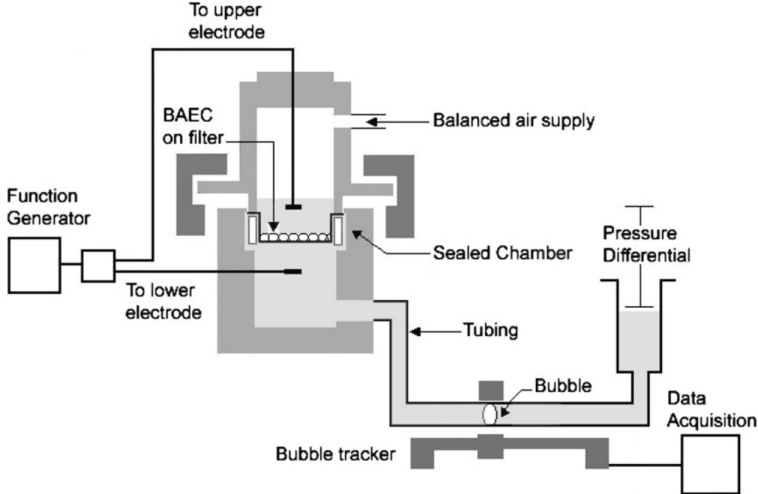 To upper
electrode
BAEC
on filter
Balanced air supply
Function
Generator
Pressure
Differential
Sealed Chamber
To lower
electrode
Tubing
Bubble
Data
Acquisition
Bubble tracker